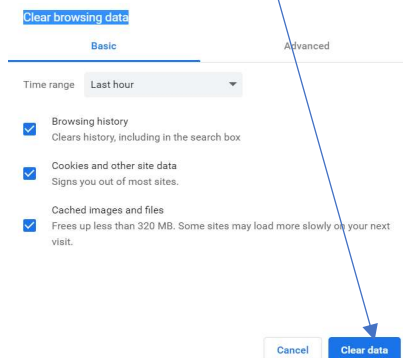 Clear browsing data
Basic Advanced
Time range Last hour
Browsing history
Clears history, including in the search box
Cookies and other site data
Signs you out of most sites.
Cached images and files
Frees up less than 320 MB. Some sites may load more slowly on your next
visit.
Cancel Clear data